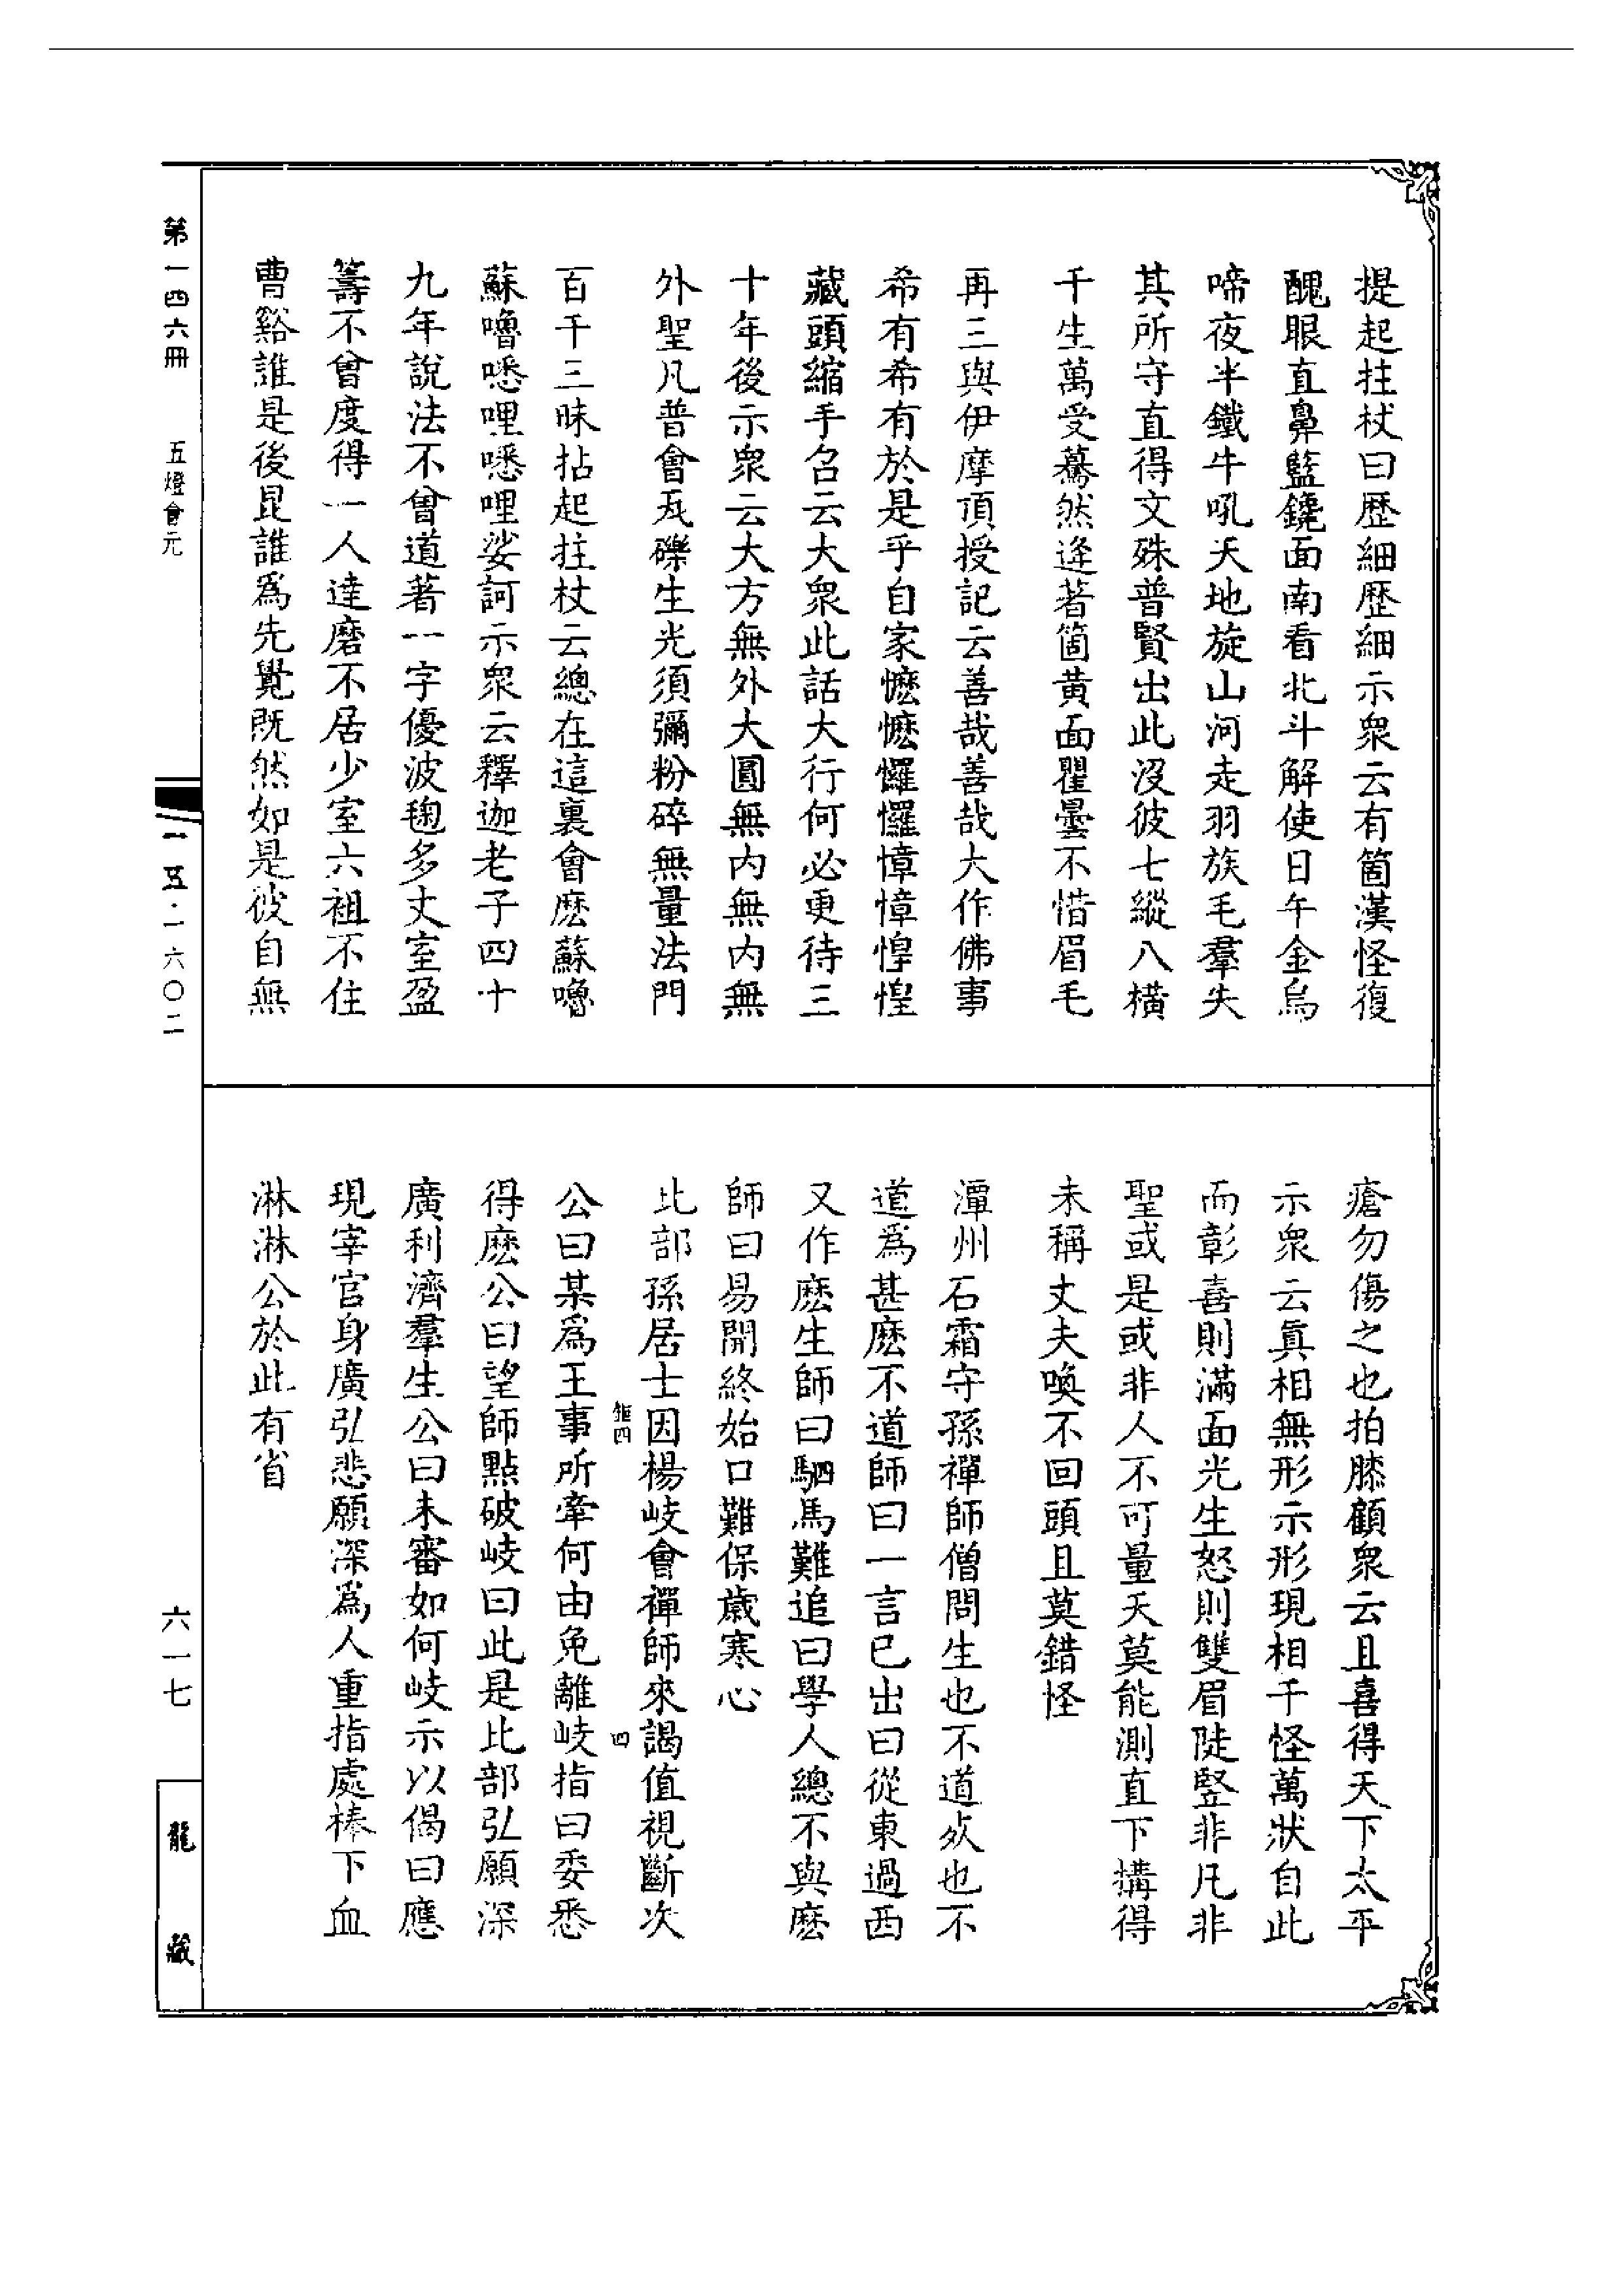 提起拄杖曰歷細歷細示衆云有箇漢怪復
醜眼直鼻藍鑱面南看北斗解使日午金烏
啼夜半鐵牛吼天地旋山河走羽族毛羣失
其所守直得文殊普賢出此沒彼七縱八橫
千生萬受驀然逢著箇黃面瞿曇不惜眉毛
再三與伊摩頂授記云善哉善哉大作佛事
希有希有於是乎自家懡懡㦬㦬慞慞惶惶
藏頭縮手召云大衆此話大行何必更待三
十年後示衆云大方無外大圓無內無內無
外聖凡普會瓦礫生光須彌粉碎無量法門
百千三昧拈起拄杖云總在這裏會麽蘇嚕
蘇嚕㗭哩㗭哩娑訶示衆云釋迦老子四十
九年說法不曾道著一字優波毱多丈室盈
籌不曾度得一人達磨不居少室六祖不住
曹谿誰是後昆誰爲先覺旣然如是彼自無
瘡勿傷之也拍膝顧衆云且喜得天下太平
示衆云眞相無形示形現相千怪萬狀自此
而彰喜則滿面光生怒則雙眉陡豎非凡非
聖或是或非人不可量天莫能測直下搆得
未稱丈夫喚不回頭且莫錯怪
潭州石霜守孫禪師僧問生也不道死也不
道爲甚麽不道師曰一言已出曰從東過西
又作麽生師曰駟馬難追曰學人總不與麽
師曰易開終始口難保歲寒心
比部孫居士因楊岐會禪師來謁值視斷次
公曰某爲王事所牽何由免離岐指曰委悉
得麽公曰望師點破岐曰此是比部弘願深
廣利濟羣生公曰未審如何岐示以偈曰應
現宰官身廣弘悲願深爲人重指處棒下血
淋淋公於此有省
四
第一四六冊
五燈會元
一五·一六〇二
六一七
龍藏